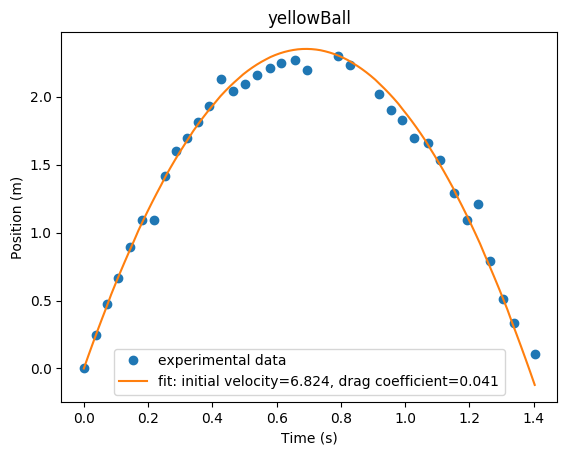 yellowBall
Position (m)
2.0
1.5
1.0
0.5
0.0
experimental data
fit: initial velocity=6.824, drag coefficient=0.041
0.0 0.2 0.4 0.6 0.8 1.0 1.2 1.4
Time (s)